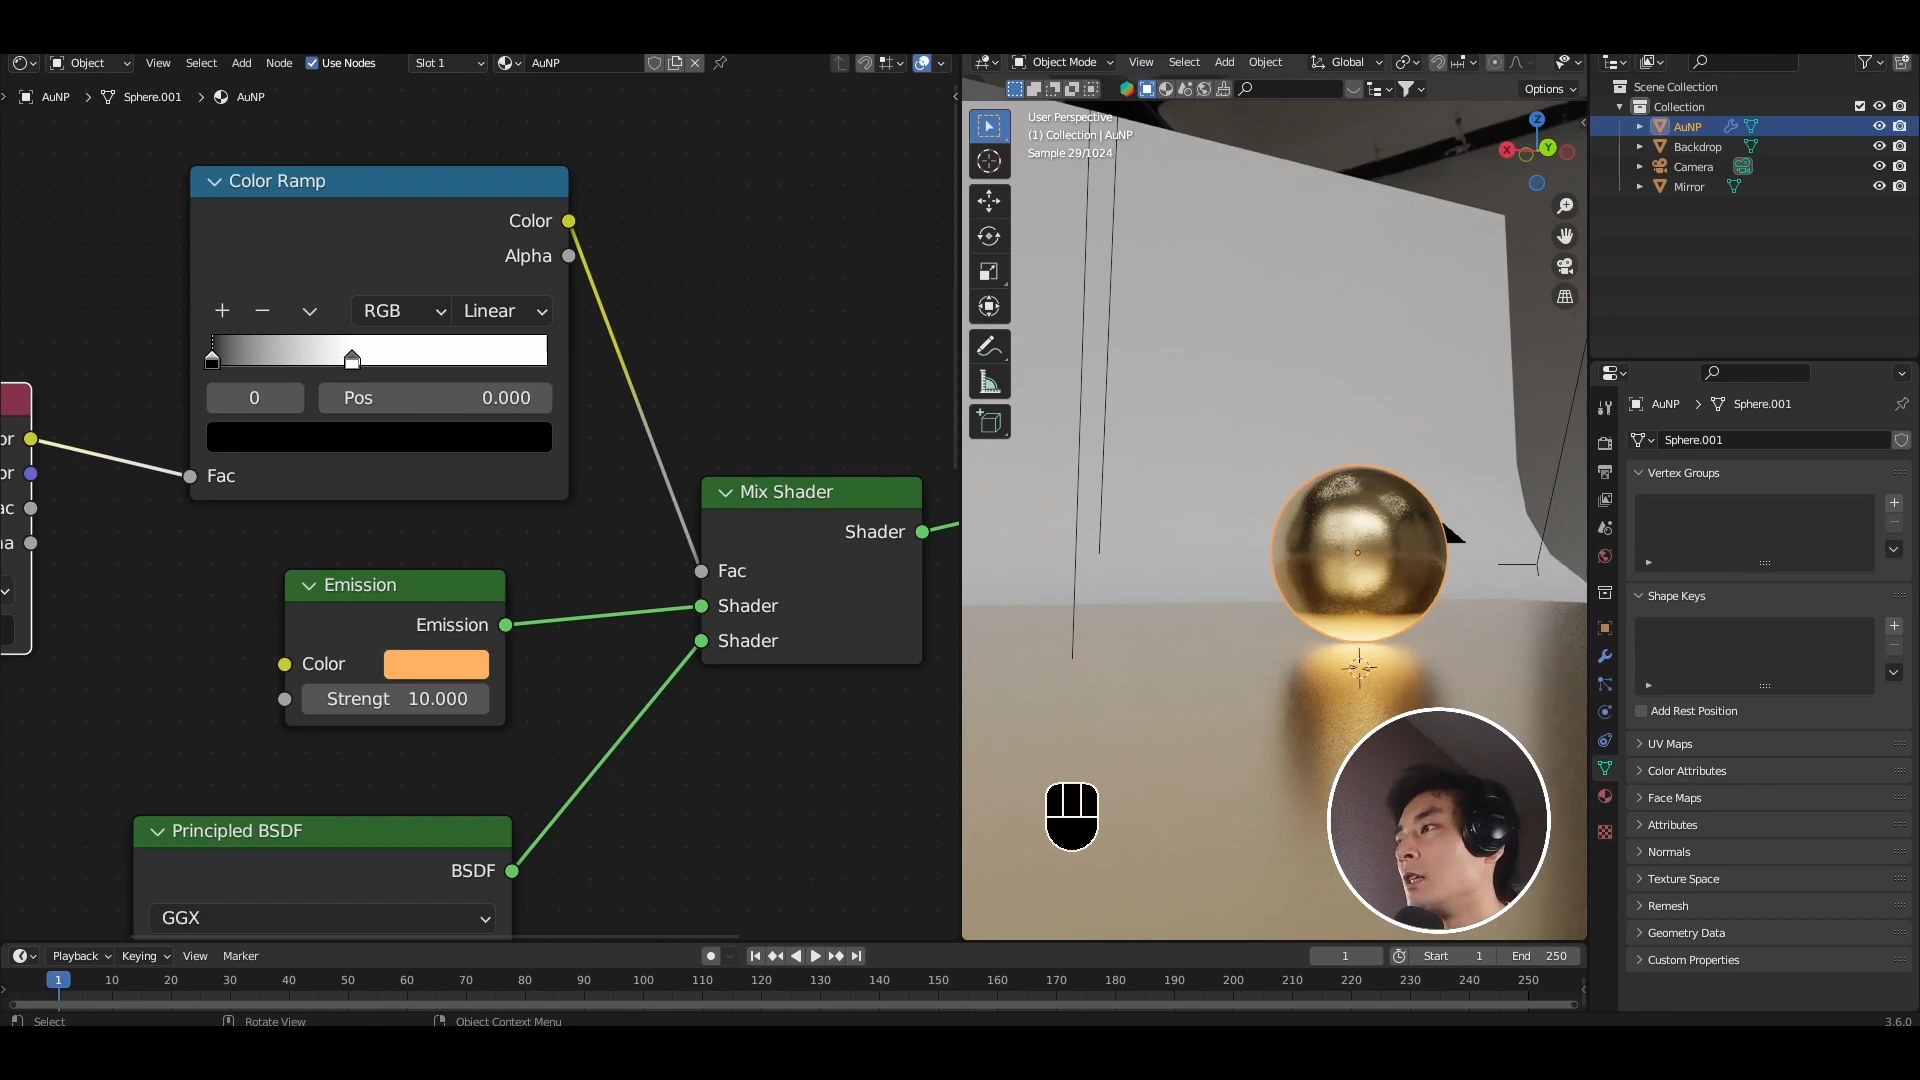 Object View Select Add Node Use Nodes Slot 1 AuNP
AuNP > Sphere.001 > AuNP
Color Ramp
Color
Alpha
+ − RGB Linear
0 Pos 0.000
Fac
or
or
ac
ha
Emission
Emission
Color
Strengt 10.000
Mix Shader
Shader
Fac
Shader
Shader
Principled BSDF
BSDF
GGX
Object Mode View Select Add Object Global
Options
User Perspective
(1) Collection | AuNP
Sample 29/1024
Z
X
Y
Scene Collection
Collection
AuNP
Backdrop
Camera
Mirror
AuNP > Sphere.001
Sphere.001
Vertex Groups
Shape Keys
Add Rest Position
UV Maps
Color Attributes
Face Maps
Attributes
Normals
Texture Space
Remesh
Geometry Data
Custom Properties
Playback Keying View Marker 1 Start 1 End 250
1 10 20 30 40 50 60 70 80 90 100 110 120 130 140 150 160 170 180 190 200 210 220 230 240 250
Select Rotate View Object Context Menu 3.6.0